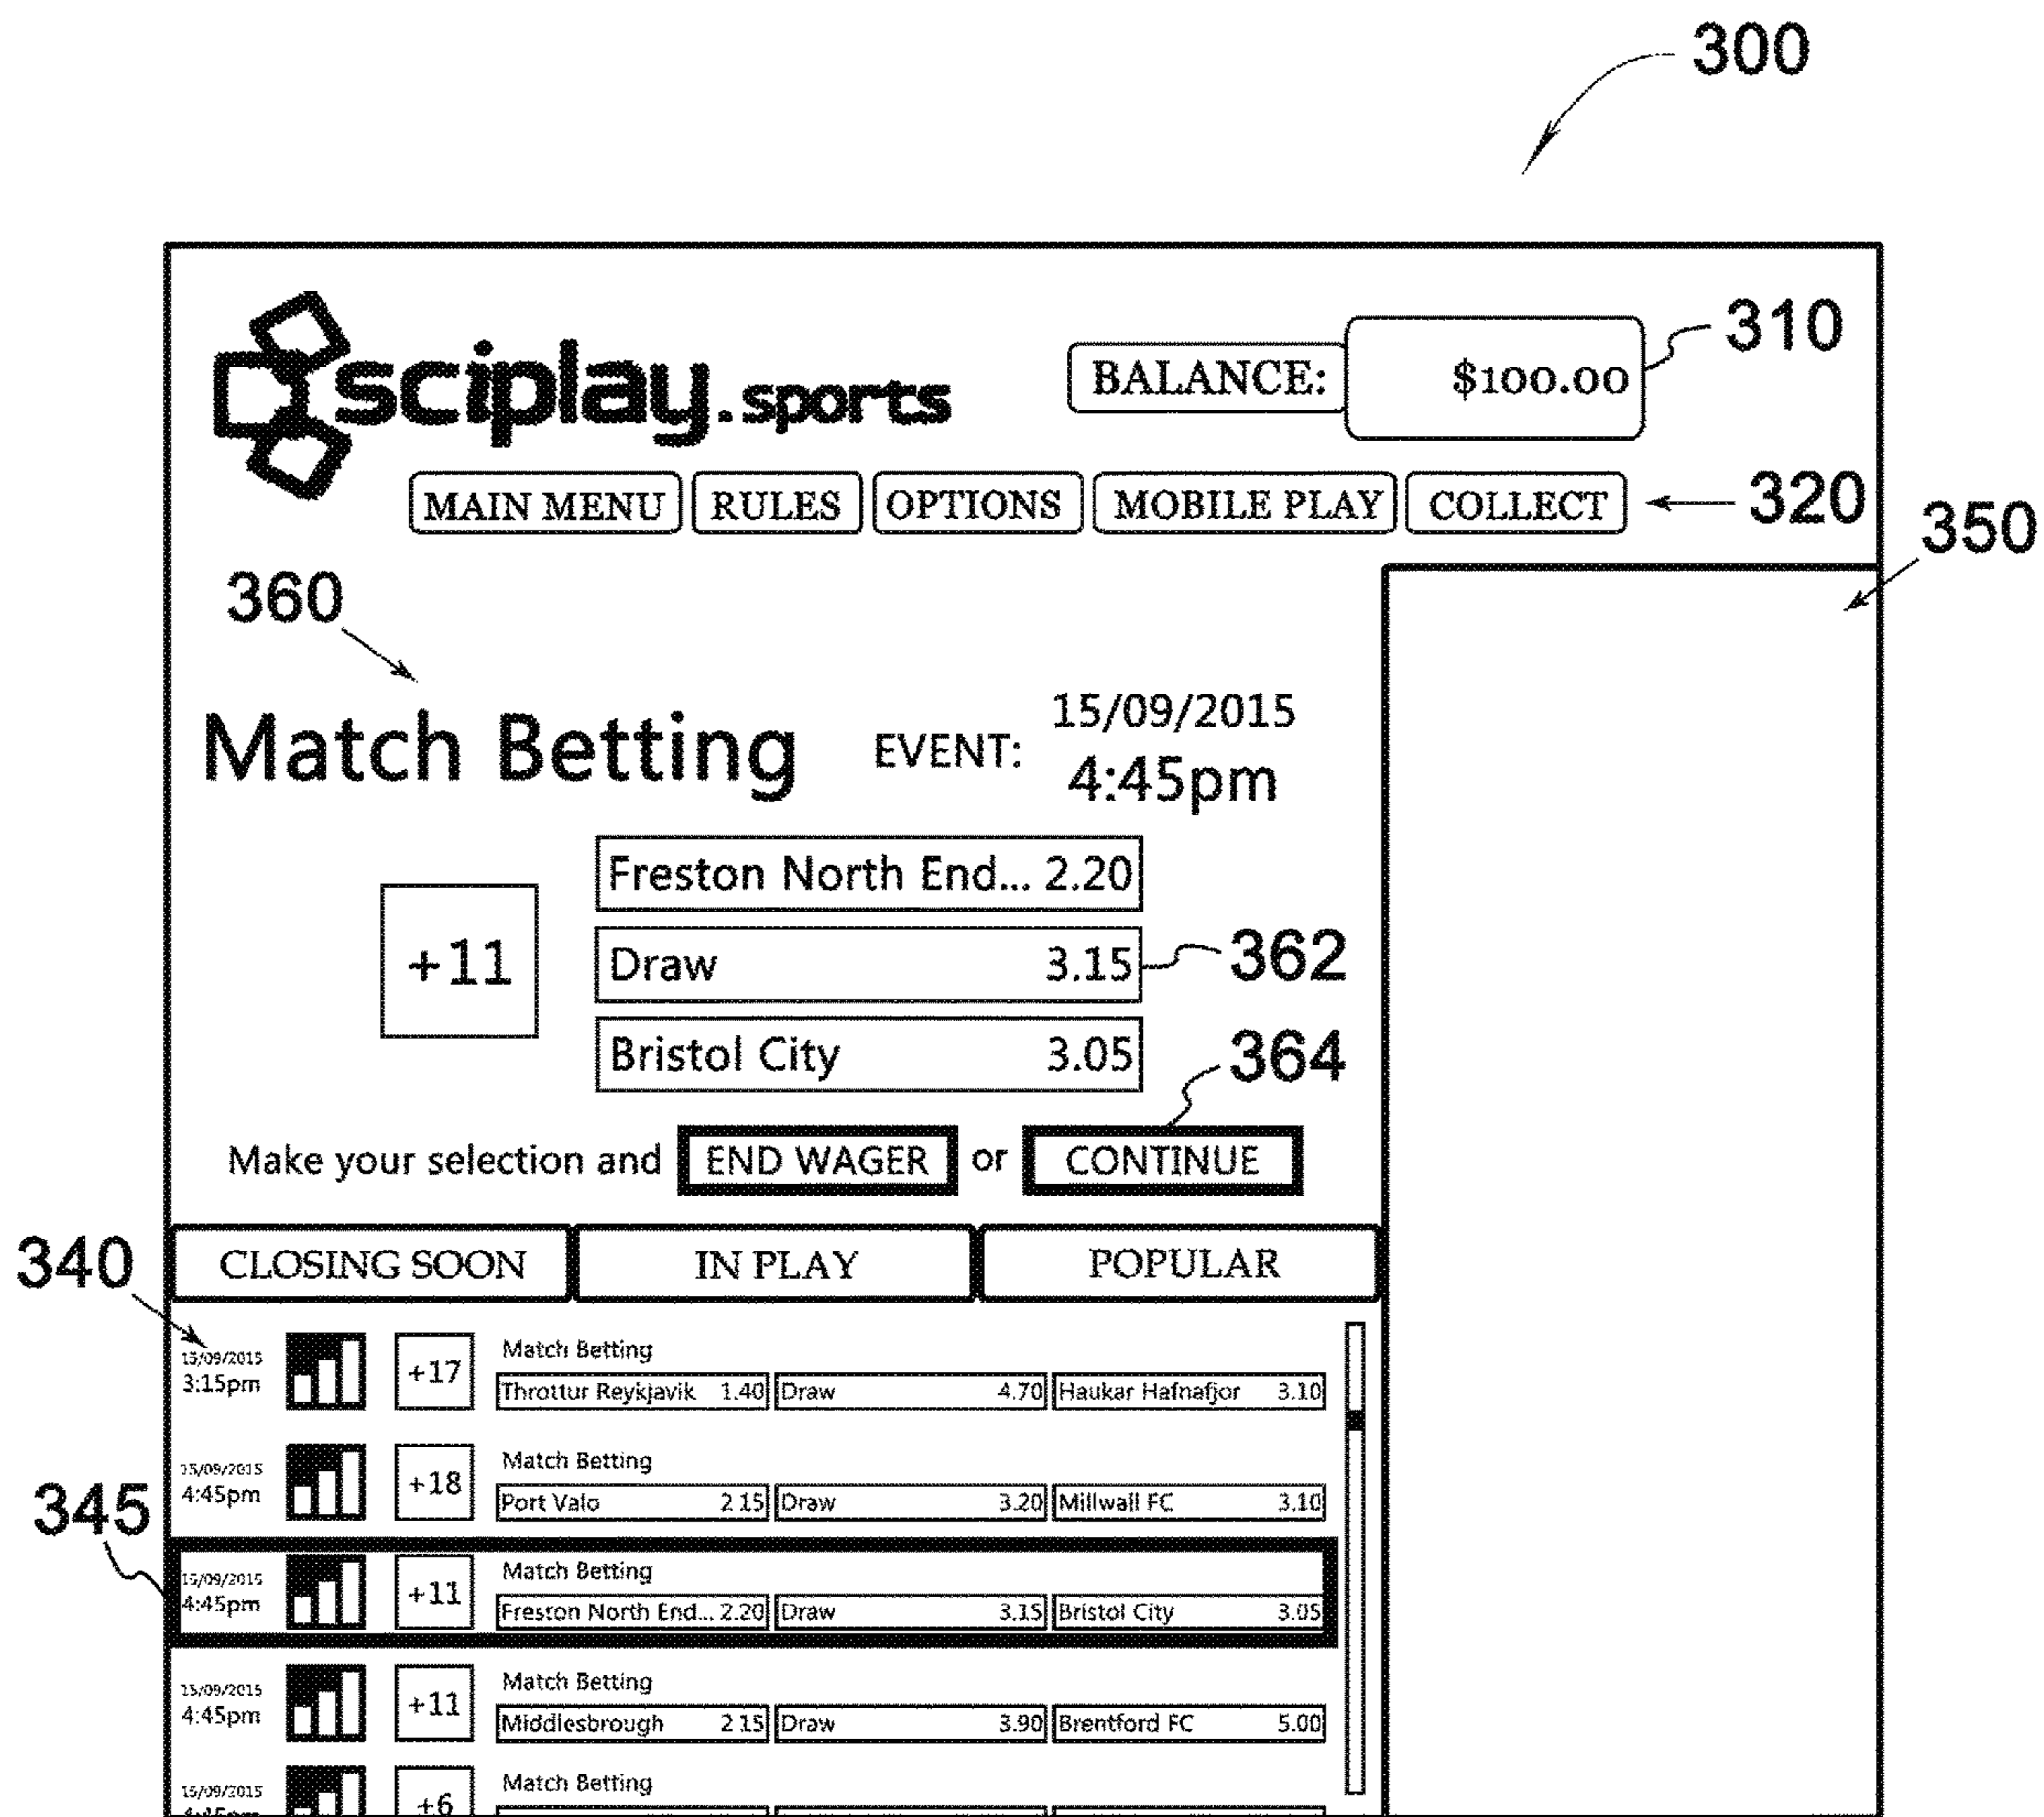 300
sciplay.sports
BALANCE: $100.00
310
MAIN MENU RULES OPTIONS MOBILE PLAY COLLECT
320
350
360
Match Betting
EVENT: 15/09/2015
4:45pm
+11
Freston North End... 2.20
Draw 3.15
362
Bristol City 3.05
364
Make your selection and END WAGER or CONTINUE
CLOSING SOON IN PLAY POPULAR
340
15/09/2015
3:15pm
+17
Match Betting
Throttur Reykjavik 1.40 Draw 4.70 Haukar Hafnafjor 3.10
345
15/09/2015
4:45pm
+18
Match Betting
Port Valo 2.15 Draw 3.20 Millwall FC 3.10
15/09/2015
4:45pm
+11
Match Betting
Freston North End... 2.20 Draw 3.15 Bristol City 3.05
15/09/2015
4:45pm
+11
Match Betting
Middlesbrough 2.15 Draw 3.90 Brentford FC 5.00
15/09/2015
+6
Match Betting